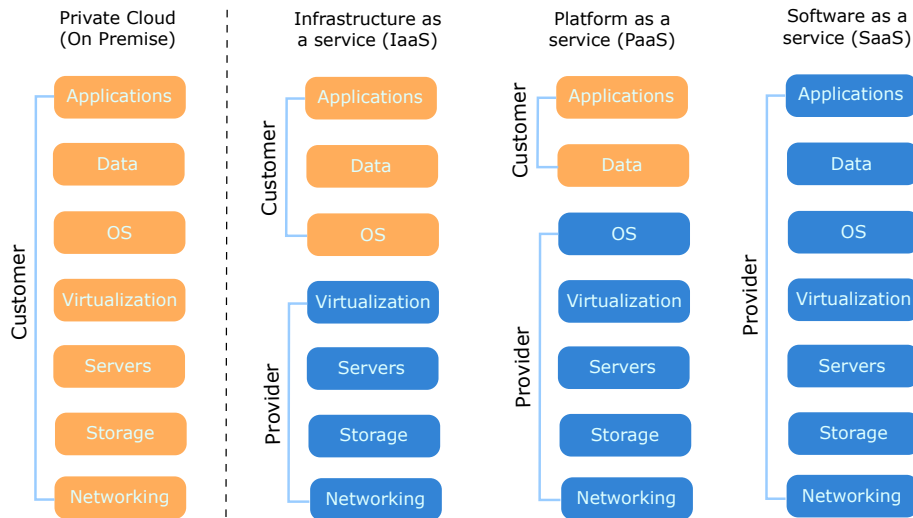 Private Cloud
(On Premise)
Customer
Applications
Data
OS
Virtualization
Servers
Storage
Networking
Infrastructure as
a service (IaaS)
Customer
Applications
Data
OS
Provider
Virtualization
Servers
Storage
Networking
Platform as a
service (PaaS)
Customer
Applications
Data
Provider
OS
Virtualization
Servers
Storage
Networking
Software as a
service (SaaS)
Provider
Applications
Data
OS
Virtualization
Servers
Storage
Networking